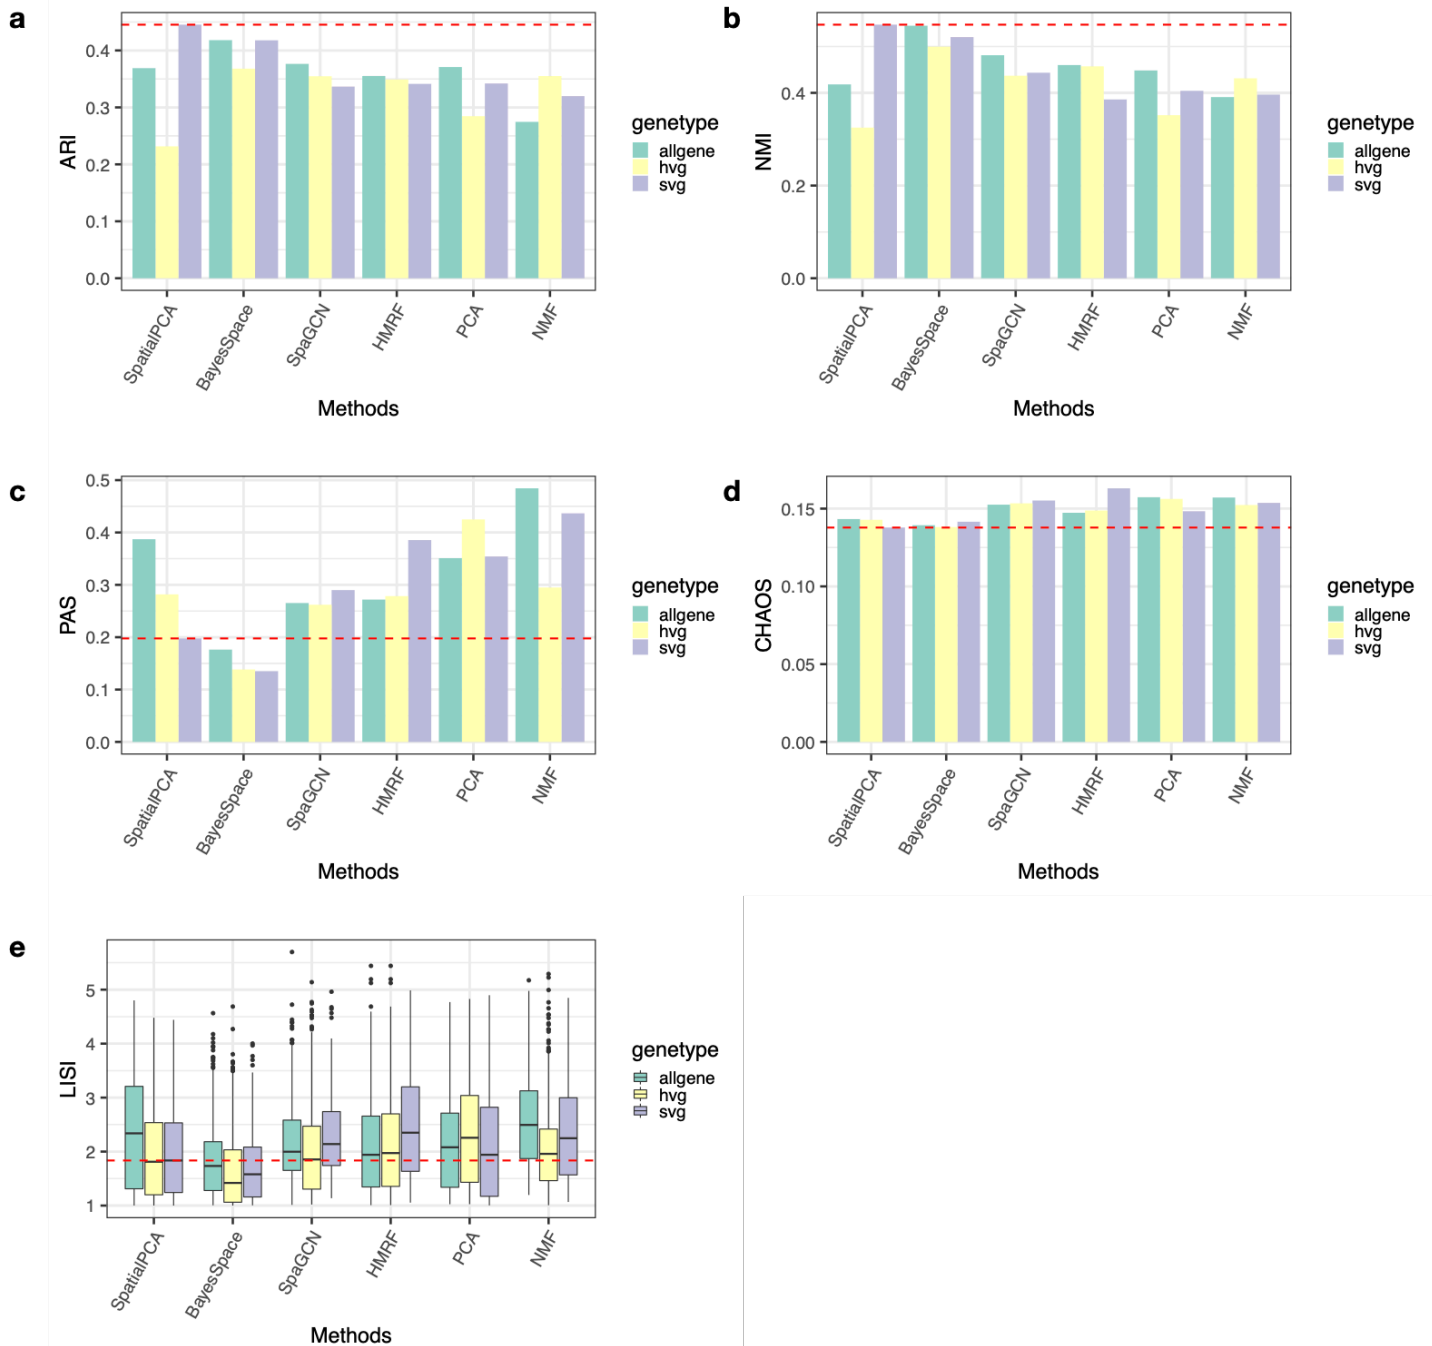 a
ARI
0.4
0.3
0.2
0.1
0.0
SpatialPCA
BayesSpace
SpaGCN
HMRF
PCA
NMF
Methods
genetype
allgene
hvg
svg
b
NMI
0.4
0.2
0.0
SpatialPCA
BayesSpace
SpaGCN
HMRF
PCA
NMF
Methods
genetype
allgene
hvg
svg
c
PAS
0.5
0.4
0.3
0.2
0.1
0.0
SpatialPCA
BayesSpace
SpaGCN
HMRF
PCA
NMF
Methods
genetype
allgene
hvg
svg
d
CHAOS
0.15
0.10
0.05
0.00
SpatialPCA
BayesSpace
SpaGCN
HMRF
PCA
NMF
Methods
genetype
allgene
hvg
svg
e
LISI
5
4
3
2
1
SpatialPCA
BayesSpace
SpaGCN
HMRF
PCA
NMF
Methods
genetype
allgene
hvg
svg